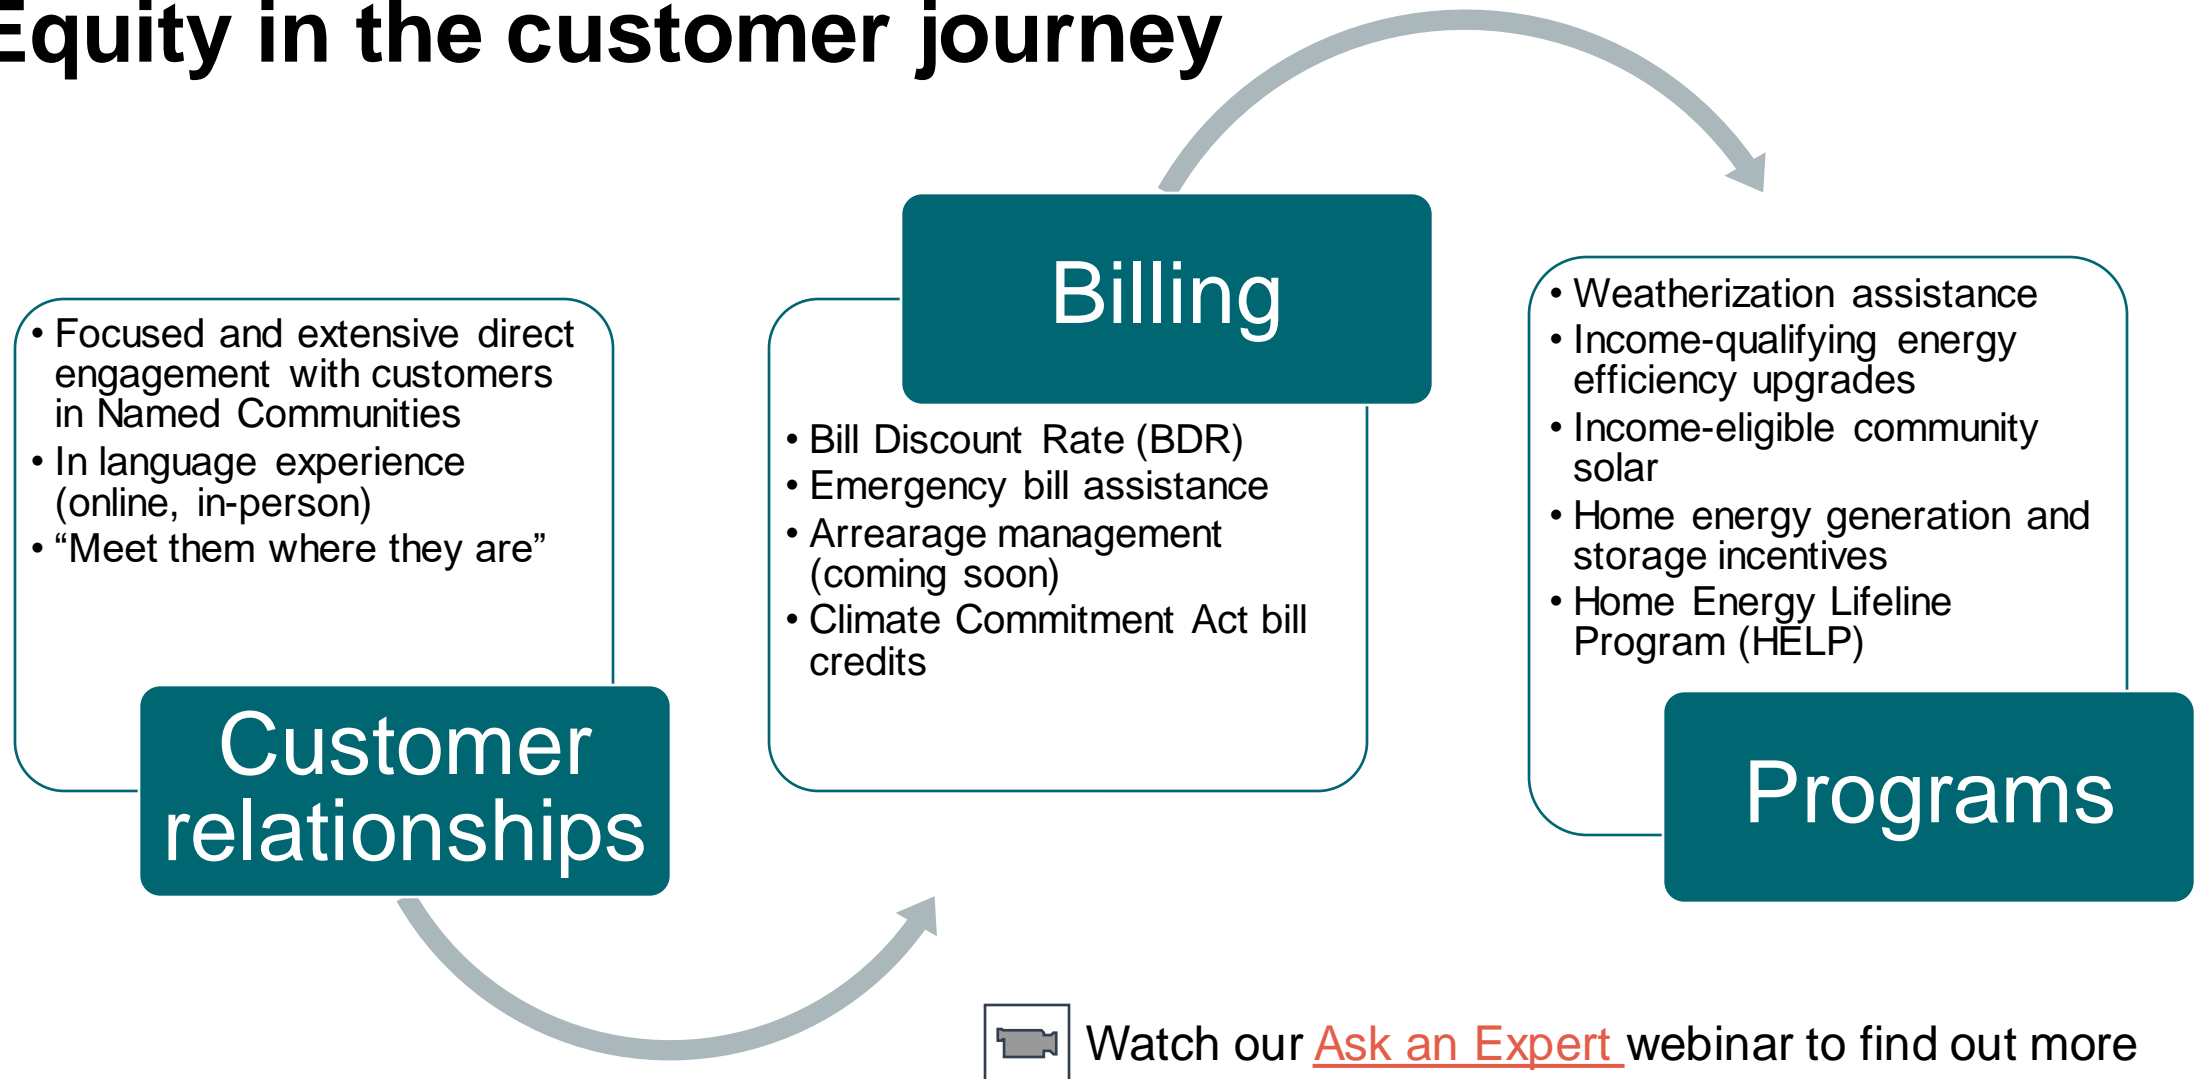 Equity in the customer journey
• Focused and extensive direct
engagement with customers
in Named Communities
• In language experience
(online, in-person)
• “Meet them where they are”
Customer
relationships
Billing
• Bill Discount Rate (BDR)
• Emergency bill assistance
• Arrearage management
(coming soon)
• Climate Commitment Act bill
credits
• Weatherization assistance
• Income-qualifying energy
efficiency upgrades
• Income-eligible community
solar
• Home energy generation and
storage incentives
• Home Energy Lifeline
Program (HELP)
Programs
Watch our Ask an Expert webinar to find out more